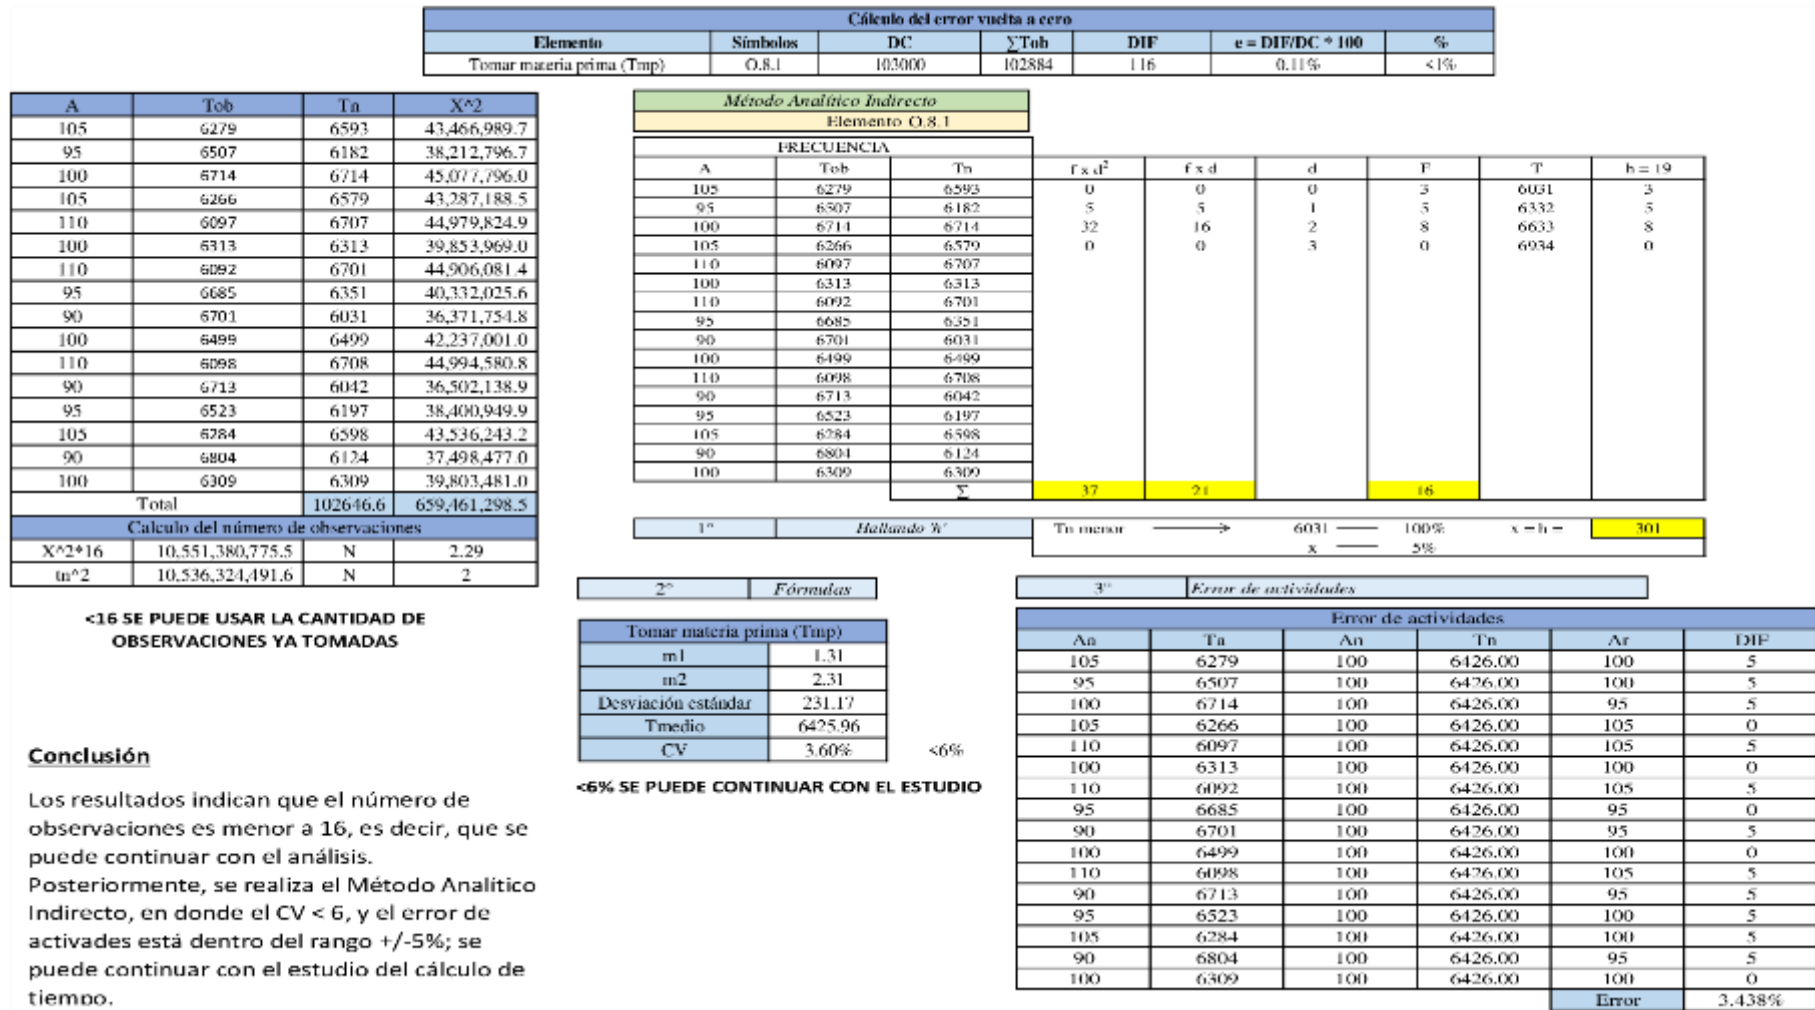 Cálculo del error vuelta a cero
Elemento Símbolos DC ∑Tob DIF e = DIF/DC * 100 %
Tomar materia prima (Tmp) O.8.1 103000 102884 116 0.11% <1%
A Tob Tn X^2
105 6279 6593 43,466,989.7
95 6507 6182 38,212,796.7
100 6714 6714 45,077,796.0
105 6266 6579 43,287,188.5
110 6097 6707 44,979,824.9
100 6313 6313 39,853,969.0
110 6092 6701 44,906,081.4
95 6685 6351 40,332,025.6
90 6701 6031 36,371,754.8
100 6499 6499 42,237,001.0
110 6098 6708 44,994,580.8
90 6713 6042 36,502,138.9
95 6523 6197 38,400,949.9
105 6284 6598 43,536,243.2
90 6804 6124 37,498,477.0
100 6309 6309 39,803,481.0
Total 102646.6 659,461,298.5
Calculo del número de observaciones
X^2*16 10,551,380,775.5 N 2.29
tn^2 10,536,324,491.6 N 2
<16 SE PUEDE USAR LA CANTIDAD DE
OBSERVACIONES YA TOMADAS
Conclusión
Los resultados indican que el número de
observaciones es menor a 16, es decir, que se
puede continuar con el análisis.
Posteriormente, se realiza el Método Analítico
Indirecto, en donde el CV < 6, y el error de
activades está dentro del rango +/-5%; se
puede continuar con el estudio del cálculo de
tiempo.
Método Analítico Indirecto
Elemento O.8.1
FRECUENCIA
A Tob Tn f x d² f x d d F T h = 19
105 6279 6593 0 0 0 3 6031 3
95 6507 6182 5 5 1 5 6332 5
100 6714 6714 32 16 2 8 6633 8
105 6266 6579 0 0 3 0 6934 0
110 6097 6707
100 6313 6313
110 6092 6701
95 6685 6351
90 6701 6031
100 6499 6499
110 6098 6708
90 6713 6042
95 6523 6197
105 6284 6598
90 6804 6124
100 6309 6309
∑ 37 21 16
1° Hallando 'h' Tn menor → 6031 — 100% x = h = 301
x — 5%
2° Fórmulas
Tomar materia prima (Tmp)
m1 1.31
m2 2.31
Desviación estándar 231.17
Tmedio 6425.96
CV 3.60% <6%
<6% SE PUEDE CONTINUAR CON EL ESTUDIO
3° Error de actividades
Error de actividades
An Ta An Tn Ar DIF
105 6279 100 6426.00 100 5
95 6507 100 6426.00 100 5
100 6714 100 6426.00 95 5
105 6266 100 6426.00 105 0
110 6097 100 6426.00 105 5
100 6313 100 6426.00 100 0
110 6092 100 6426.00 105 5
95 6685 100 6426.00 95 0
90 6701 100 6426.00 95 5
100 6499 100 6426.00 100 0
110 6098 100 6426.00 105 5
90 6713 100 6426.00 95 5
95 6523 100 6426.00 100 5
105 6284 100 6426.00 100 5
90 6804 100 6426.00 95 5
100 6309 100 6426.00 100 0
Error 3.438%